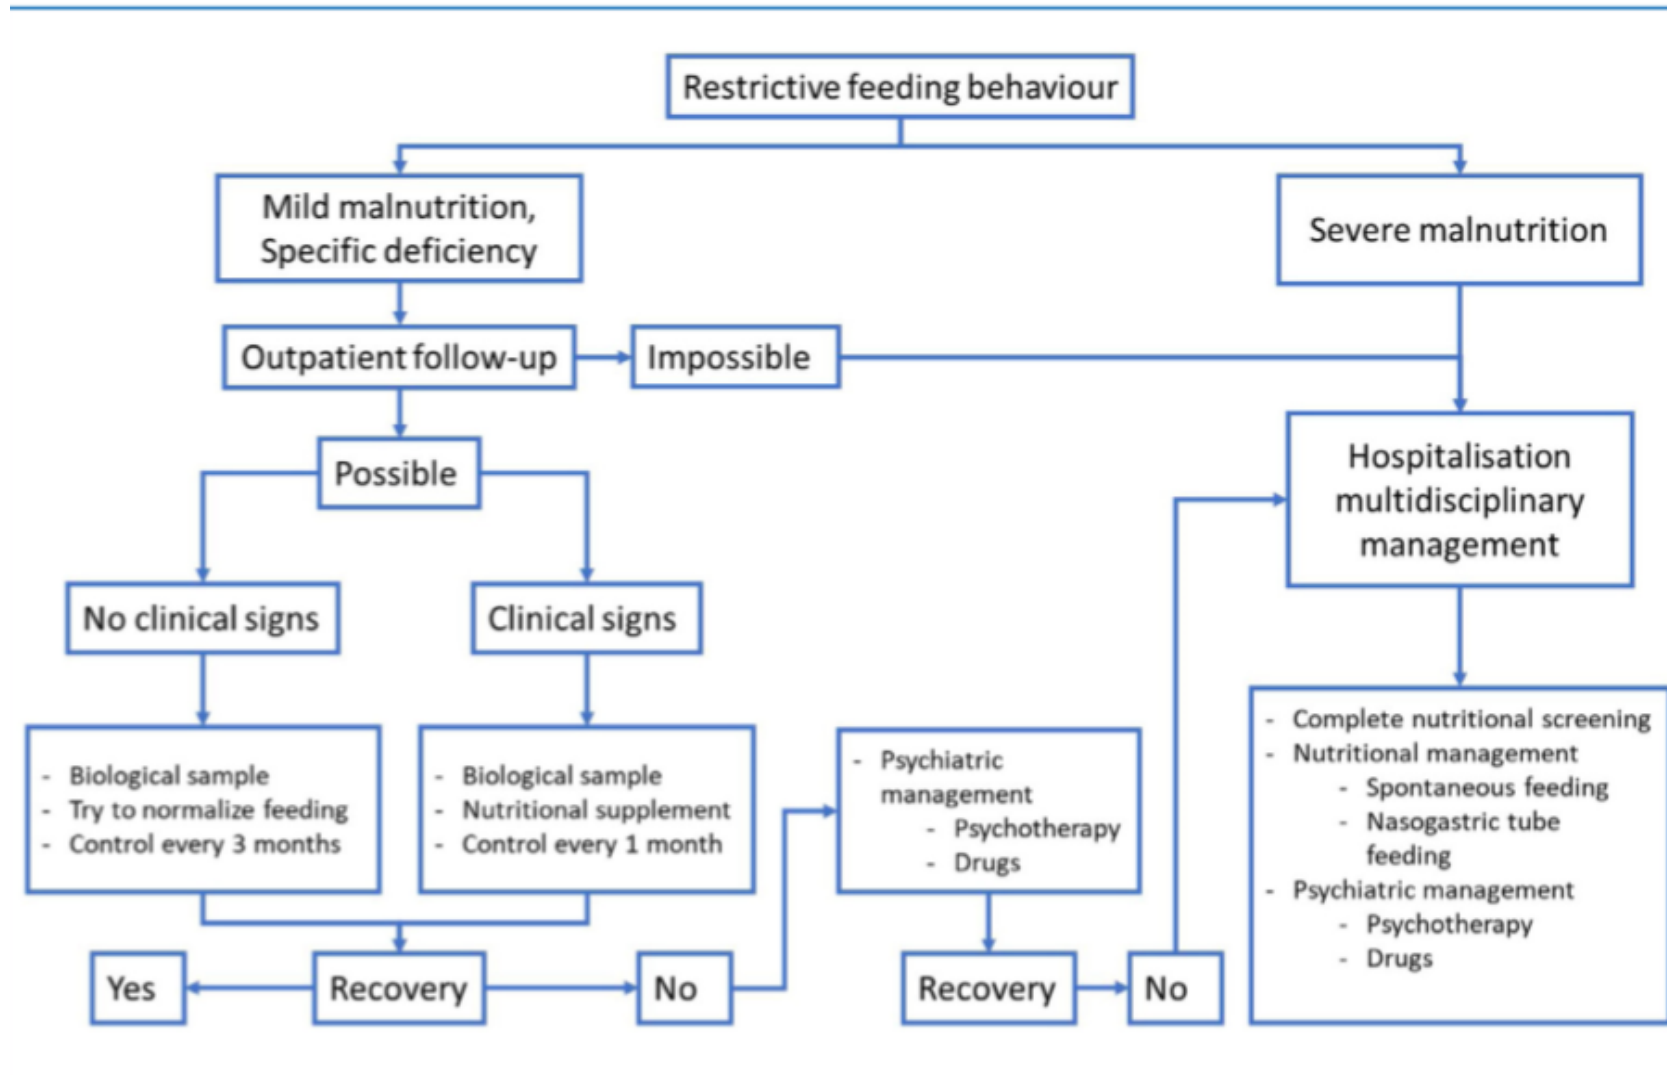 Restrictive feeding behaviour
Mild malnutrition,
Specific deficiency
Severe malnutrition
Outpatient follow-up
Impossible
Possible
Hospitalisation
multidisciplinary
management
No clinical signs
Clinical signs
- Biological sample
- Try to normalize feeding
- Control every 3 months
- Biological sample
- Nutritional supplement
- Control every 1 month
- Psychiatric
management
- Psychotherapy
- Drugs
- Complete nutritional screening
- Nutritional management
- Spontaneous feeding
- Nasogastric tube
feeding
- Psychiatric management
- Psychotherapy
- Drugs
Yes
Recovery
No
Recovery
No